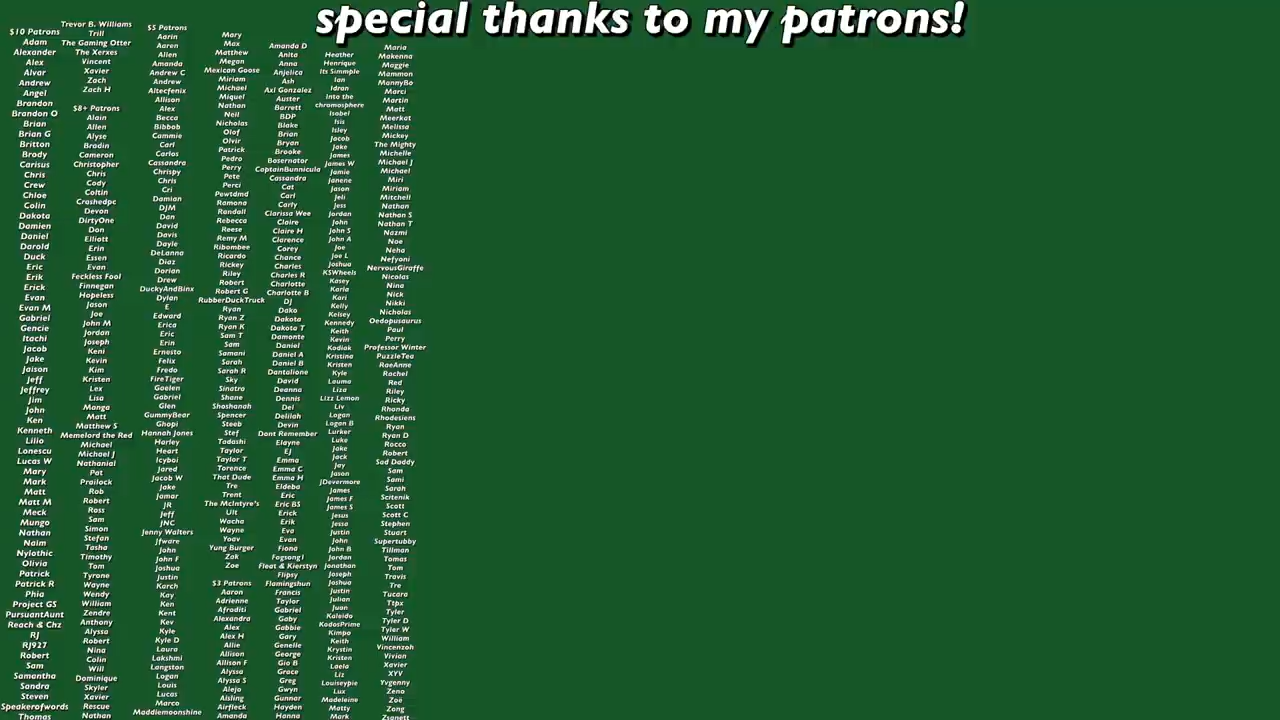 special thanks to my patrons!
$10 Patrons
Adam
Alexander
Alex
Alvar
Andrew
Angel
Brandon
Brandon O
Brian
Brian G
Britton
Brody
Carisus
Chris
Crew
Chloe
Colin
Dakota
Damien
Daniel
Darold
Duck
Eric
Erik
Erick
Evan
Evan M
Gabriel
Gencie
Itachi
Jacob
Jake
Jaison
Jeff
Jeffrey
Jim
John
Ken
Kenneth
Lilio
Lonescu
Lucas W
Mary
Mark
Matt
Matt M
Meck
Mungo
Nathan
Naim
Nylothic
Olivia
Patrick
Patrick R
Phia
Project GS
PursuantAunt
Reach & Chz
RJ
RJ927
Robert
Sam
Samantha
Sandra
Steven
Speakerofwords
Thomas
Trevor B. Williams
Trill
The Gaming Otter
The Xerxes
Vincent
Xavier
Zach
Zach H
$8+ Patrons
Alain
Allen
Alyse
Brodin
Cameron
Christopher
Chris
Cody
Coltin
Crashedpc
Devon
DirtyOne
Don
Elliott
Erin
Essen
Evan
Feckless Fool
Finnegan
Hopeless
Jason
Joe
John M
Jordan
Joseph
Keni
Kevin
Kim
Kristen
Lex
Lisa
Manga
Matt
Matthew S
Memelord the Red
Michael
Michael J
Nathanial
Pat
Prailock
Rob
Robert
Ross
Sam
Simon
Stefan
Tasha
Timothy
Tom
Tyrone
Wayne
Wendy
William
Zendre
Anthony
Alyssa
Robert
Nina
Colin
Will
Dominique
Skyler
Xavier
Rescue
Nathan
$5 Patrons
Aarin
Aaren
Allen
Amanda
Andrew C
Andrew
Altecfenix
Allison
Alex
Becca
Bibbob
Cammie
Carl
Carlos
Cassandra
Chrispy
Chris
Cri
Damian
DJM
Dan
David
Davis
Dayle
DeLanna
Diaz
Dorian
Drew
DuckyAndBinx
Dylan
E
Edward
Erica
Eric
Erin
Ernesto
Felix
Fredo
FireTiger
Gaelen
Gabriel
Glen
GummyBear
Ghopi
Hannah Jones
Harley
Heart
Icyboi
Jared
Jacob W
Jake
Jamar
JR
Jeff
JNC
Jenny Walters
Jfware
John
John F
Joshua
Justin
Karch
Kay
Ken
Kent
Kev
Kyle
Kyle D
Laura
Lakshmi
Langston
Logan
Louis
Lucas
Marco
Maddiemoonshine
Mary
Max
Matthew
Megan
Mexican Goose
Miriam
Michael
Miquel
Nathan
Neil
Nicholas
Olof
Olvir
Patrick
Pedro
Perry
Pete
Perci
Pewtdmd
Ramona
Randall
Rebecca
Reese
Remy M
Ribombee
Ricardo
Rickey
Riley
Robert
Robert G
RubberDuckTruck
Ryan
Ryan Z
Ryan K
Sam T
Sam
Samani
Sarah
Sarah R
Sky
Sinatra
Shane
Shoshanah
Spencer
Steeb
Stef
Tadashi
Taylor
Taylor T
Torence
That Dude
Tre
Trent
The McIntyre's
Ult
Wacha
Wayne
Yoav
Yung Burger
Zak
Zoe
$3 Patrons
Aaron
Adrienne
Afraditi
Alexandra
Alex
Alex H
Allie
Allison
Allison F
Alyssa
Alyssa S
Alejo
Aisling
Airfleck
Amanda
Amanda D
Anita
Anna
Anjelica
Ash
Axl Gonzalez
Auster
Barrett
BDP
Blake
Brian
Bryan
Brooke
Basernator
CaptainBunnicula
Cassandra
Cat
Carl
Carly
Clarissa Wee
Claire
Claire H
Clarence
Corey
Chance
Charles
Charles R
Charlotte
Charlotte B
DJ
Dako
Dakota
Dakota T
Damonte
Daniel
Daniel A
Daniel B
Dantalione
David
Deanna
Dennis
Del
Delilah
Devin
Dont Remember
Elayne
EJ
Emma
Emma C
Emma H
Eldeba
Eric
Eric BS
Erick
Erik
Eva
Evan
Fiona
Fogsong1
Fleat & Kierstyn
Flipsy
Flamingshun
Francis
Taylor
Gabriel
Gaby
Gabbie
Gary
Genelle
George
Gio B
Grace
Greg
Gwyn
Gunnar
Hayden
Hanna
Heather
Henrique
Its Simmple
Ian
Idran
Into the
chromosphere
Isobel
Isis
Isley
Jacob
Jake
James
James W
Jamie
Janene
Jason
Jeli
Jess
Jordan
John
John S
John A
Joe
Joe L
Joshua
KSWheels
Kasey
Karla
Kari
Kelly
Kelsey
Kennedy
Keith
Kevin
Kodiak
Kristina
Kristen
Kyle
Lauma
Liza
Lizz Lemon
Liv
Logan
Logan B
Lurker
Luke
Jake
Jack
Jay
Jason
JDevermore
James
James F
James S
Jesus
Jessa
Justin
John
John B
Jordan
Jonathan
Joseph
Joshua
Justin
Julian
Juan
Kaleido
KodosPrime
Kimpa
Keith
Krystin
Kristen
Laela
Liz
Louiseypie
Lux
Madeleine
Matty
Mark
Maria
Makenna
Maggie
Mammon
MannyBo
Marci
Martin
Matt
Meerkat
Melissa
Mickey
The Mighty
Michelle
Michael J
Michael
Miri
Miriam
Mitchell
Nathan
Nathan S
Nathan T
Nazmi
Noe
Neha
Nefyoni
NervousGiraffe
Nicolas
Nina
Nick
Nikki
Nicholas
Oedopusaurus
Paul
Perry
Professor Winter
PuzzleTea
RaeAnne
Rachel
Red
Riley
Ricky
Rhanda
Rhodesiens
Ryan
Ryan D
Rocco
Robert
Sad Daddy
Sam
Sami
Sarah
Scitenik
Scott
Scott C
Stephen
Stuart
Supertubby
Tillman
Tomas
Tom
Travis
Tre
Tucara
Ttpx
Tyler
Tyler D
Tyler W
William
Vincenzoh
Vivian
Xavier
XYV
Yvgenny
Zena
Zoë
Zong
Zsanett